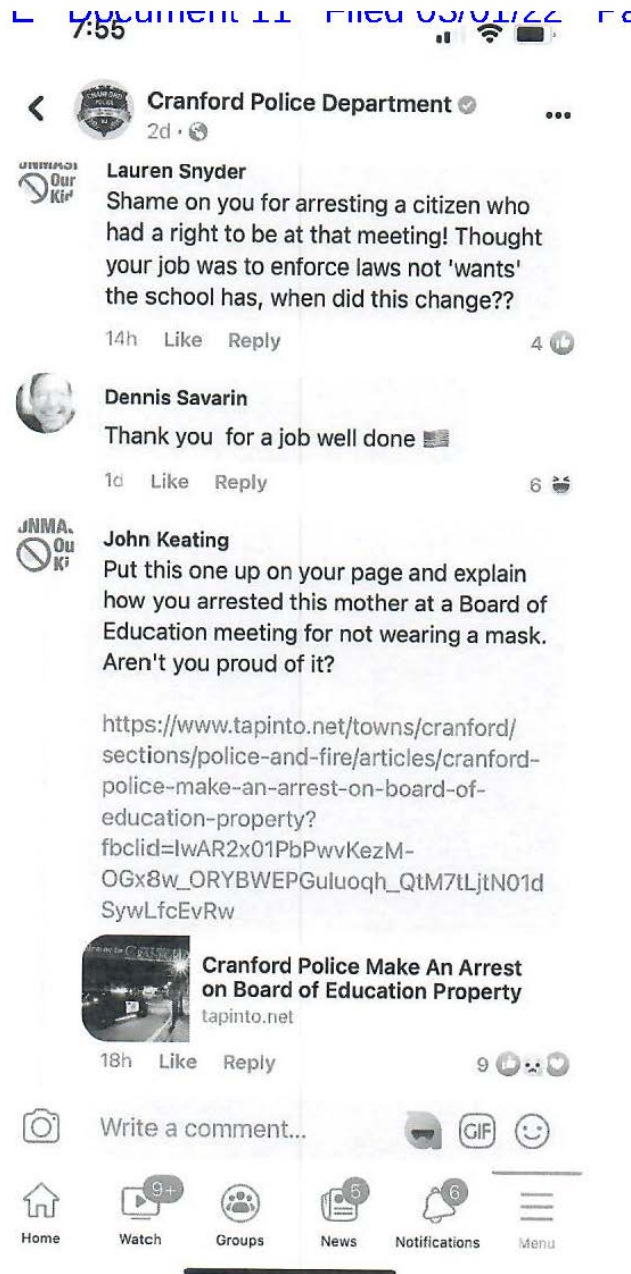 Document 11 Filed 03/01/22
7:55
Cranford Police Department
2d
Our
Lauren Snyder
Shame on you for arresting a citizen who
had a right to be at that meeting! Thought
your job was to enforce laws not 'wants'
the school has, when did this change??
14h Like Reply 4
Dennis Savarin
Thank you for a job well done
1d Like Reply 6
John Keating
Put this one up on your page and explain
how you arrested this mother at a Board of
Education meeting for not wearing a mask.
Aren't you proud of it?
https://www.tapinto.net/towns/cranford/
sections/police-and-fire/articles/cranford-
police-make-an-arrest-on-board-of-
education-property?
fbclid=IwAR2x01PbPwvKezM-
OGx8w_ORYBWEPGuluoqh_QtM7tLjtN01d
SywLfcEvRw
Cranford Police Make An Arrest
on Board of Education Property
tapinto.net
18h Like Reply 9
Write a comment...
GIF
9+ 5 6
Home Watch Groups News Notifications Menu